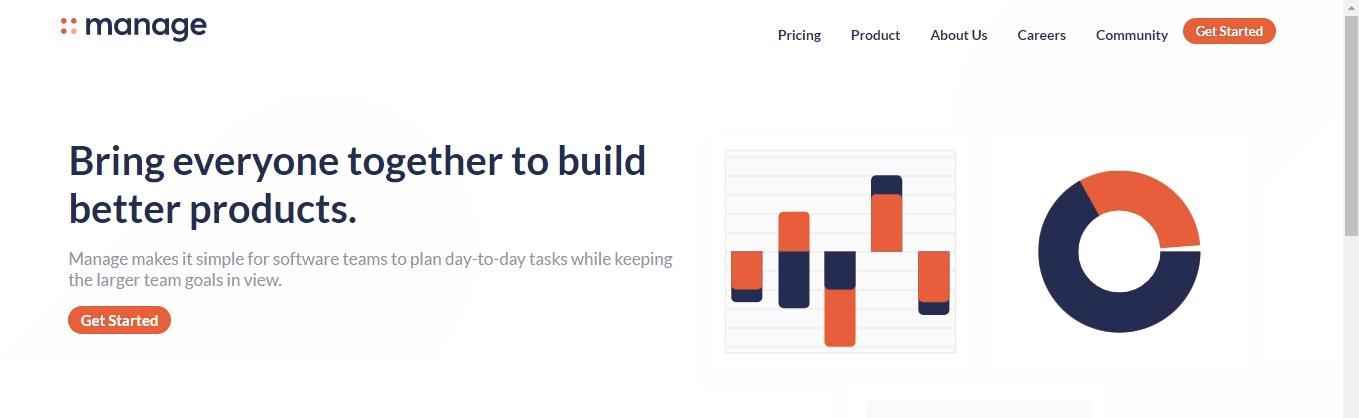 manage
Pricing Product About Us Careers Community Get Started
Bring everyone together to build
better products.
Manage makes it simple for software teams to plan day-to-day tasks while keeping
the larger team goals in view.
Get Started